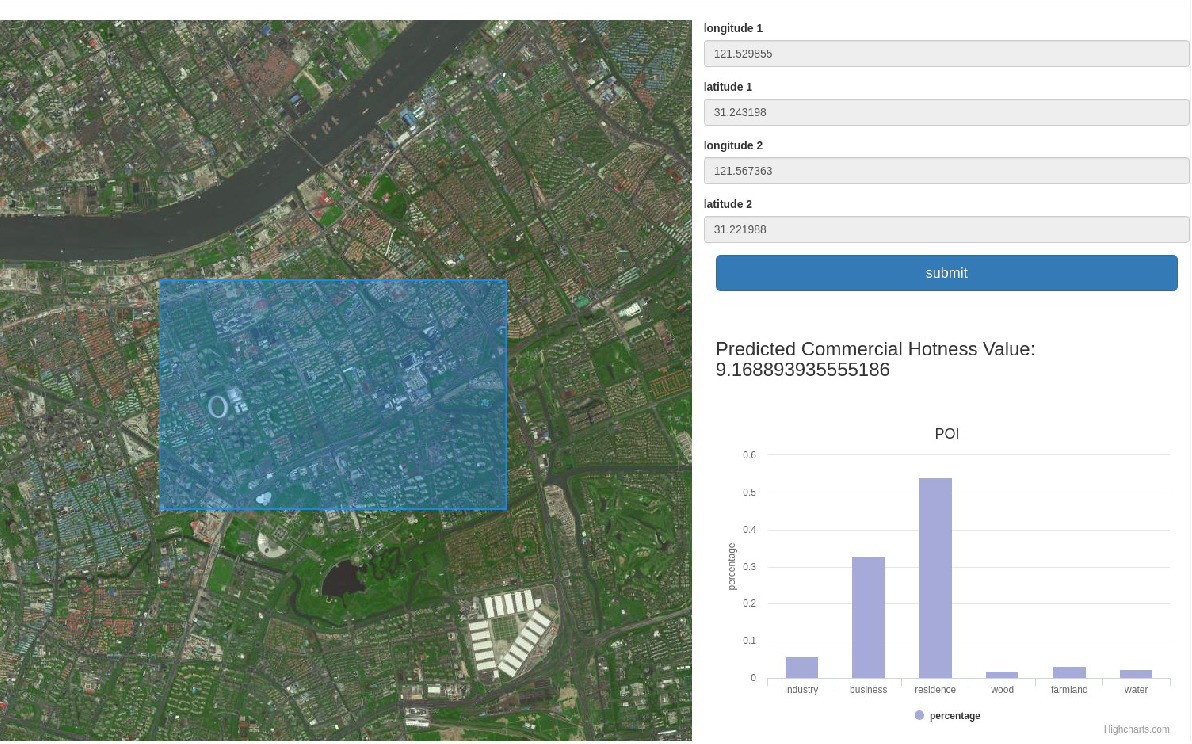 longitude 1
121.529855
latitude 1
31.243198
longitude 2
121.567363
latitude 2
31.221988
submit
Predicted Commercial Hotness Value:
9.168893935555186
POI
0.6
0.5
0.4
0.3
0.2
0.1
0
percentage
industry business residence wood farmland water
percentage
Highcharts.com